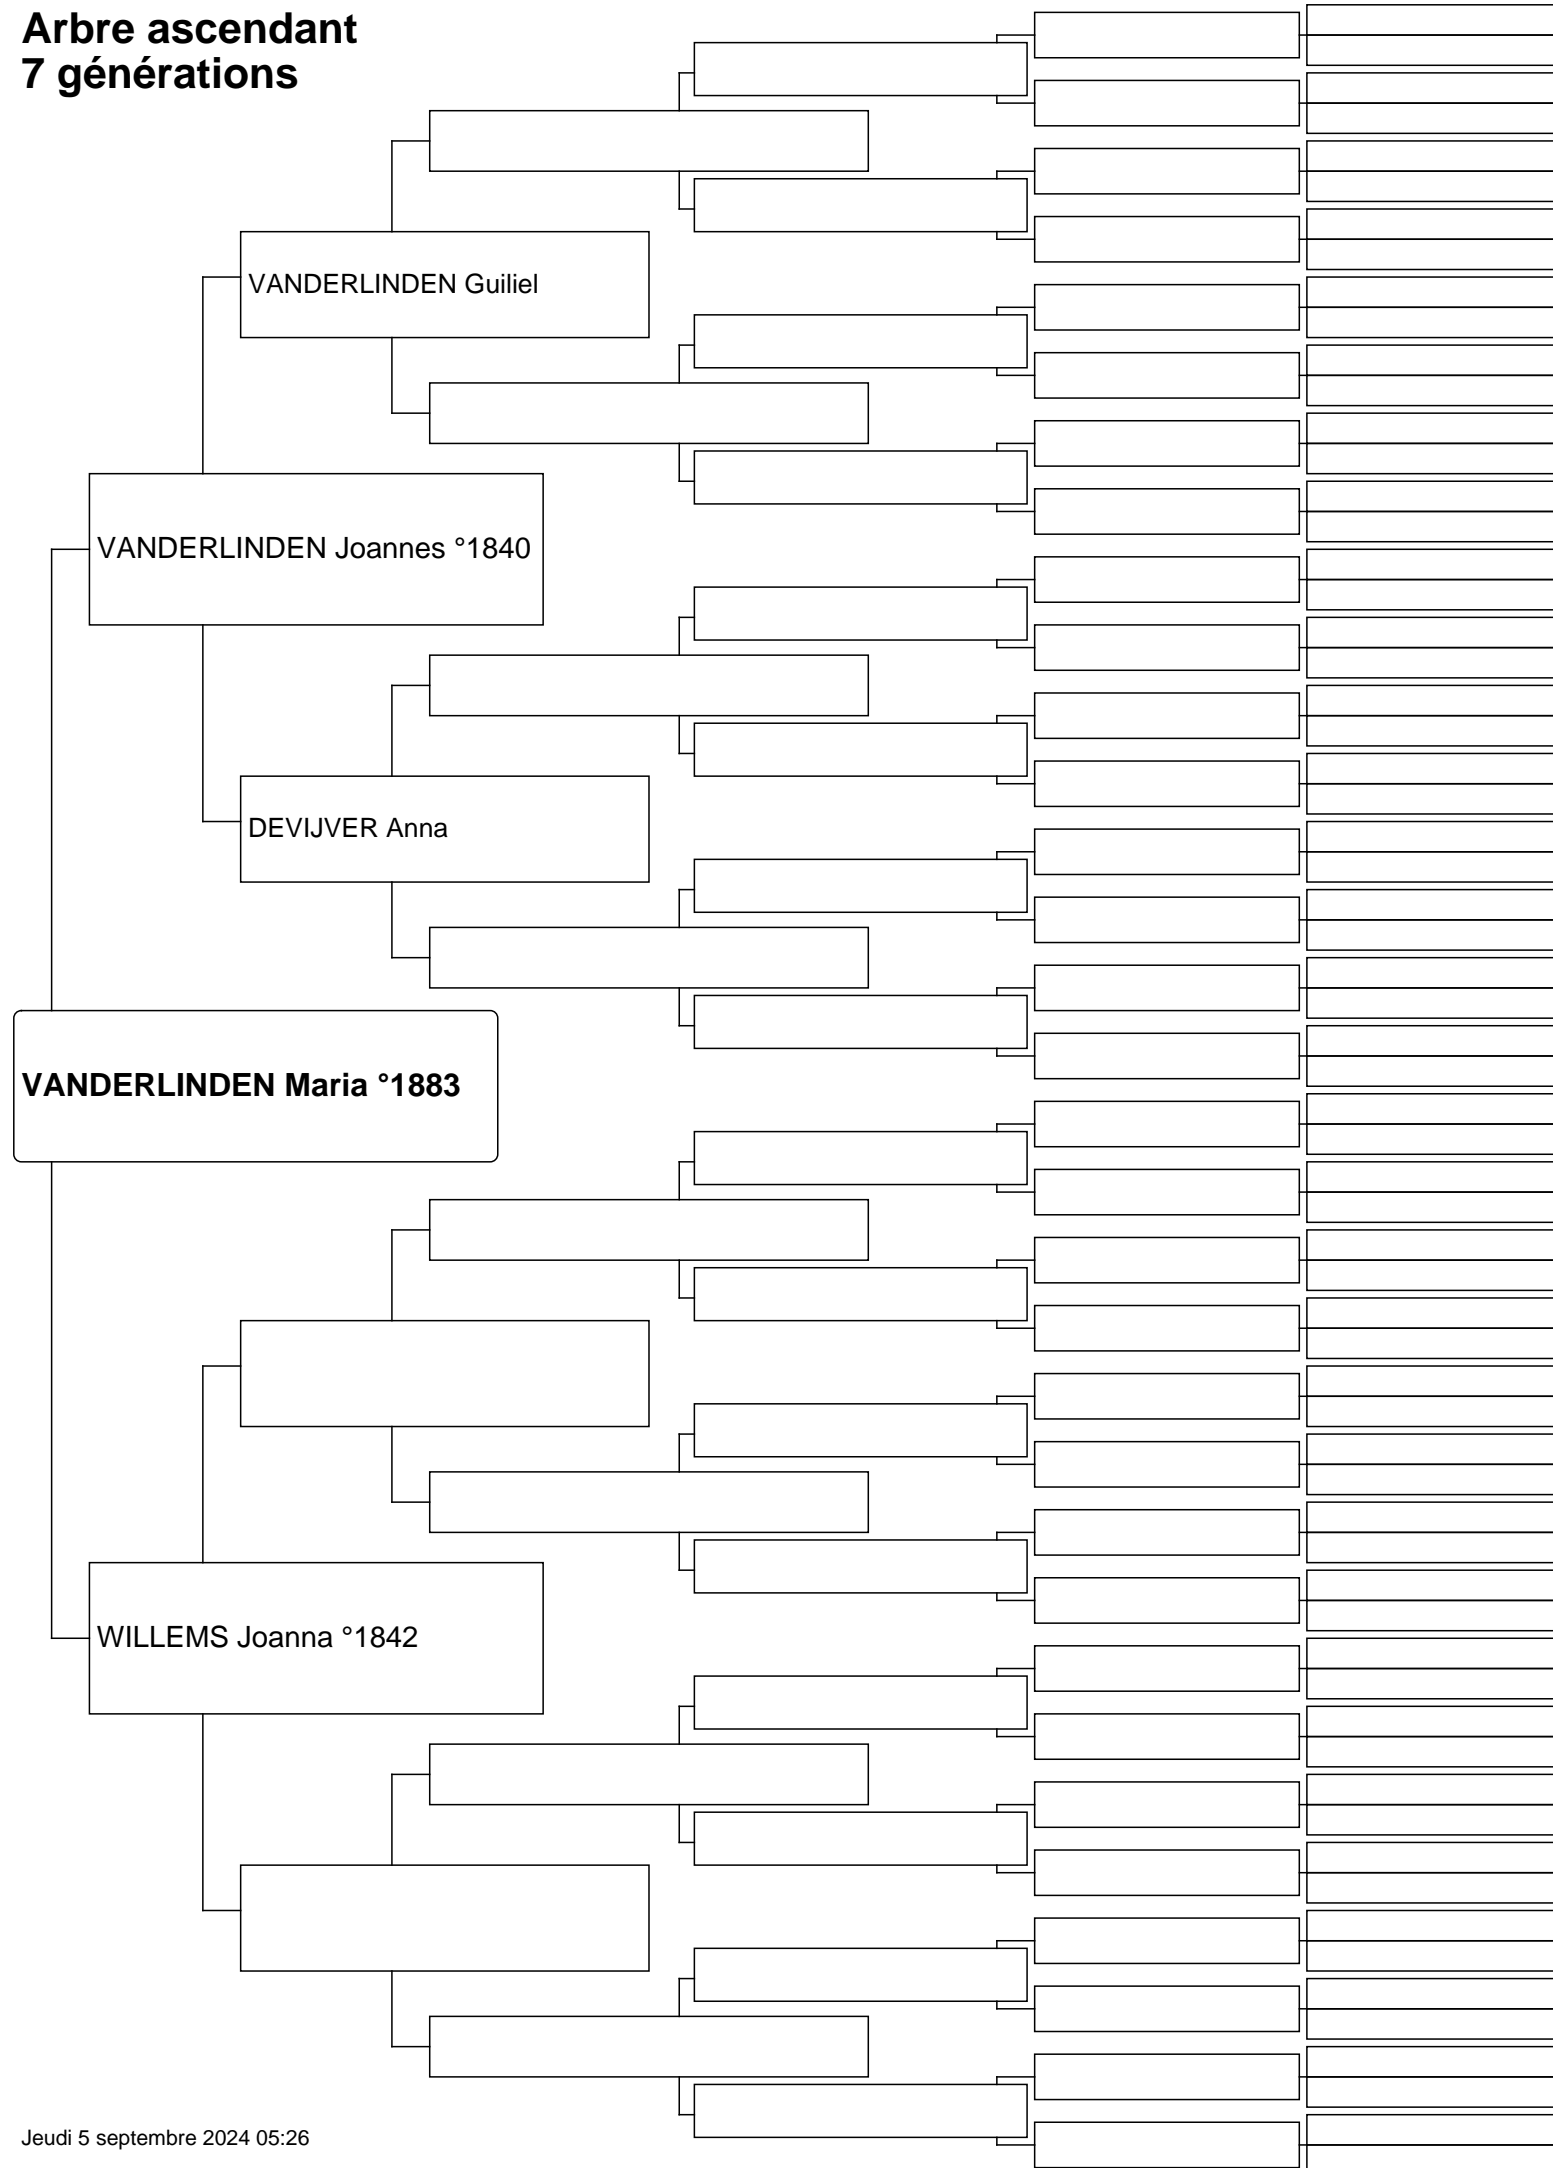 Arbre ascendant
7 générations
VANDERLINDEN Guiliel
VANDERLINDEN Joannes °1840
DEVIJVER Anna
VANDERLINDEN Maria °1883
WILLEMS Joanna °1842
Jeudi 5 septembre 2024 05:26